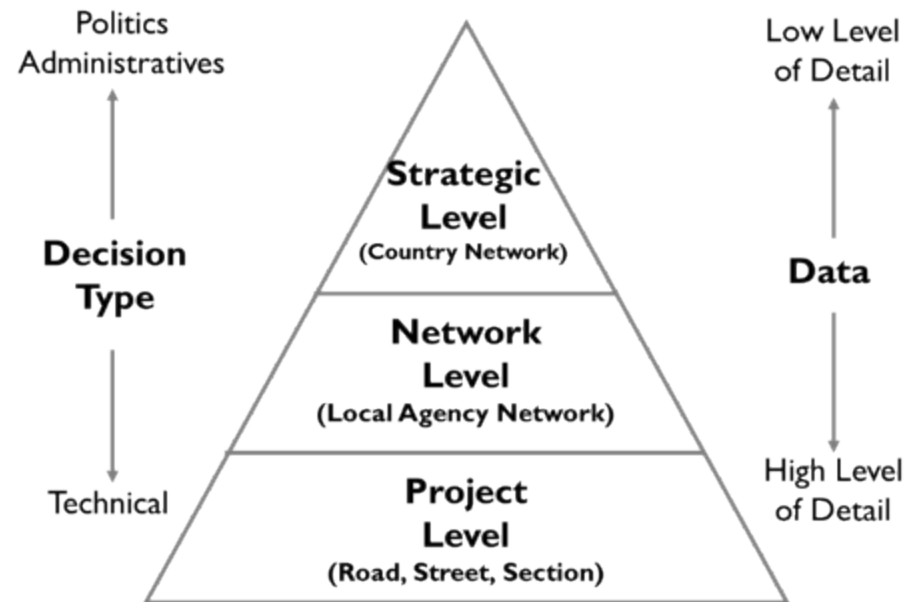 Politics
Administratives
Decision
Type
Technical
Strategic
Level
(Country Network)
Network
Level
(Local Agency Network)
Project
Level
(Road, Street, Section)
Low Level
of Detail
Data
High Level
of Detail